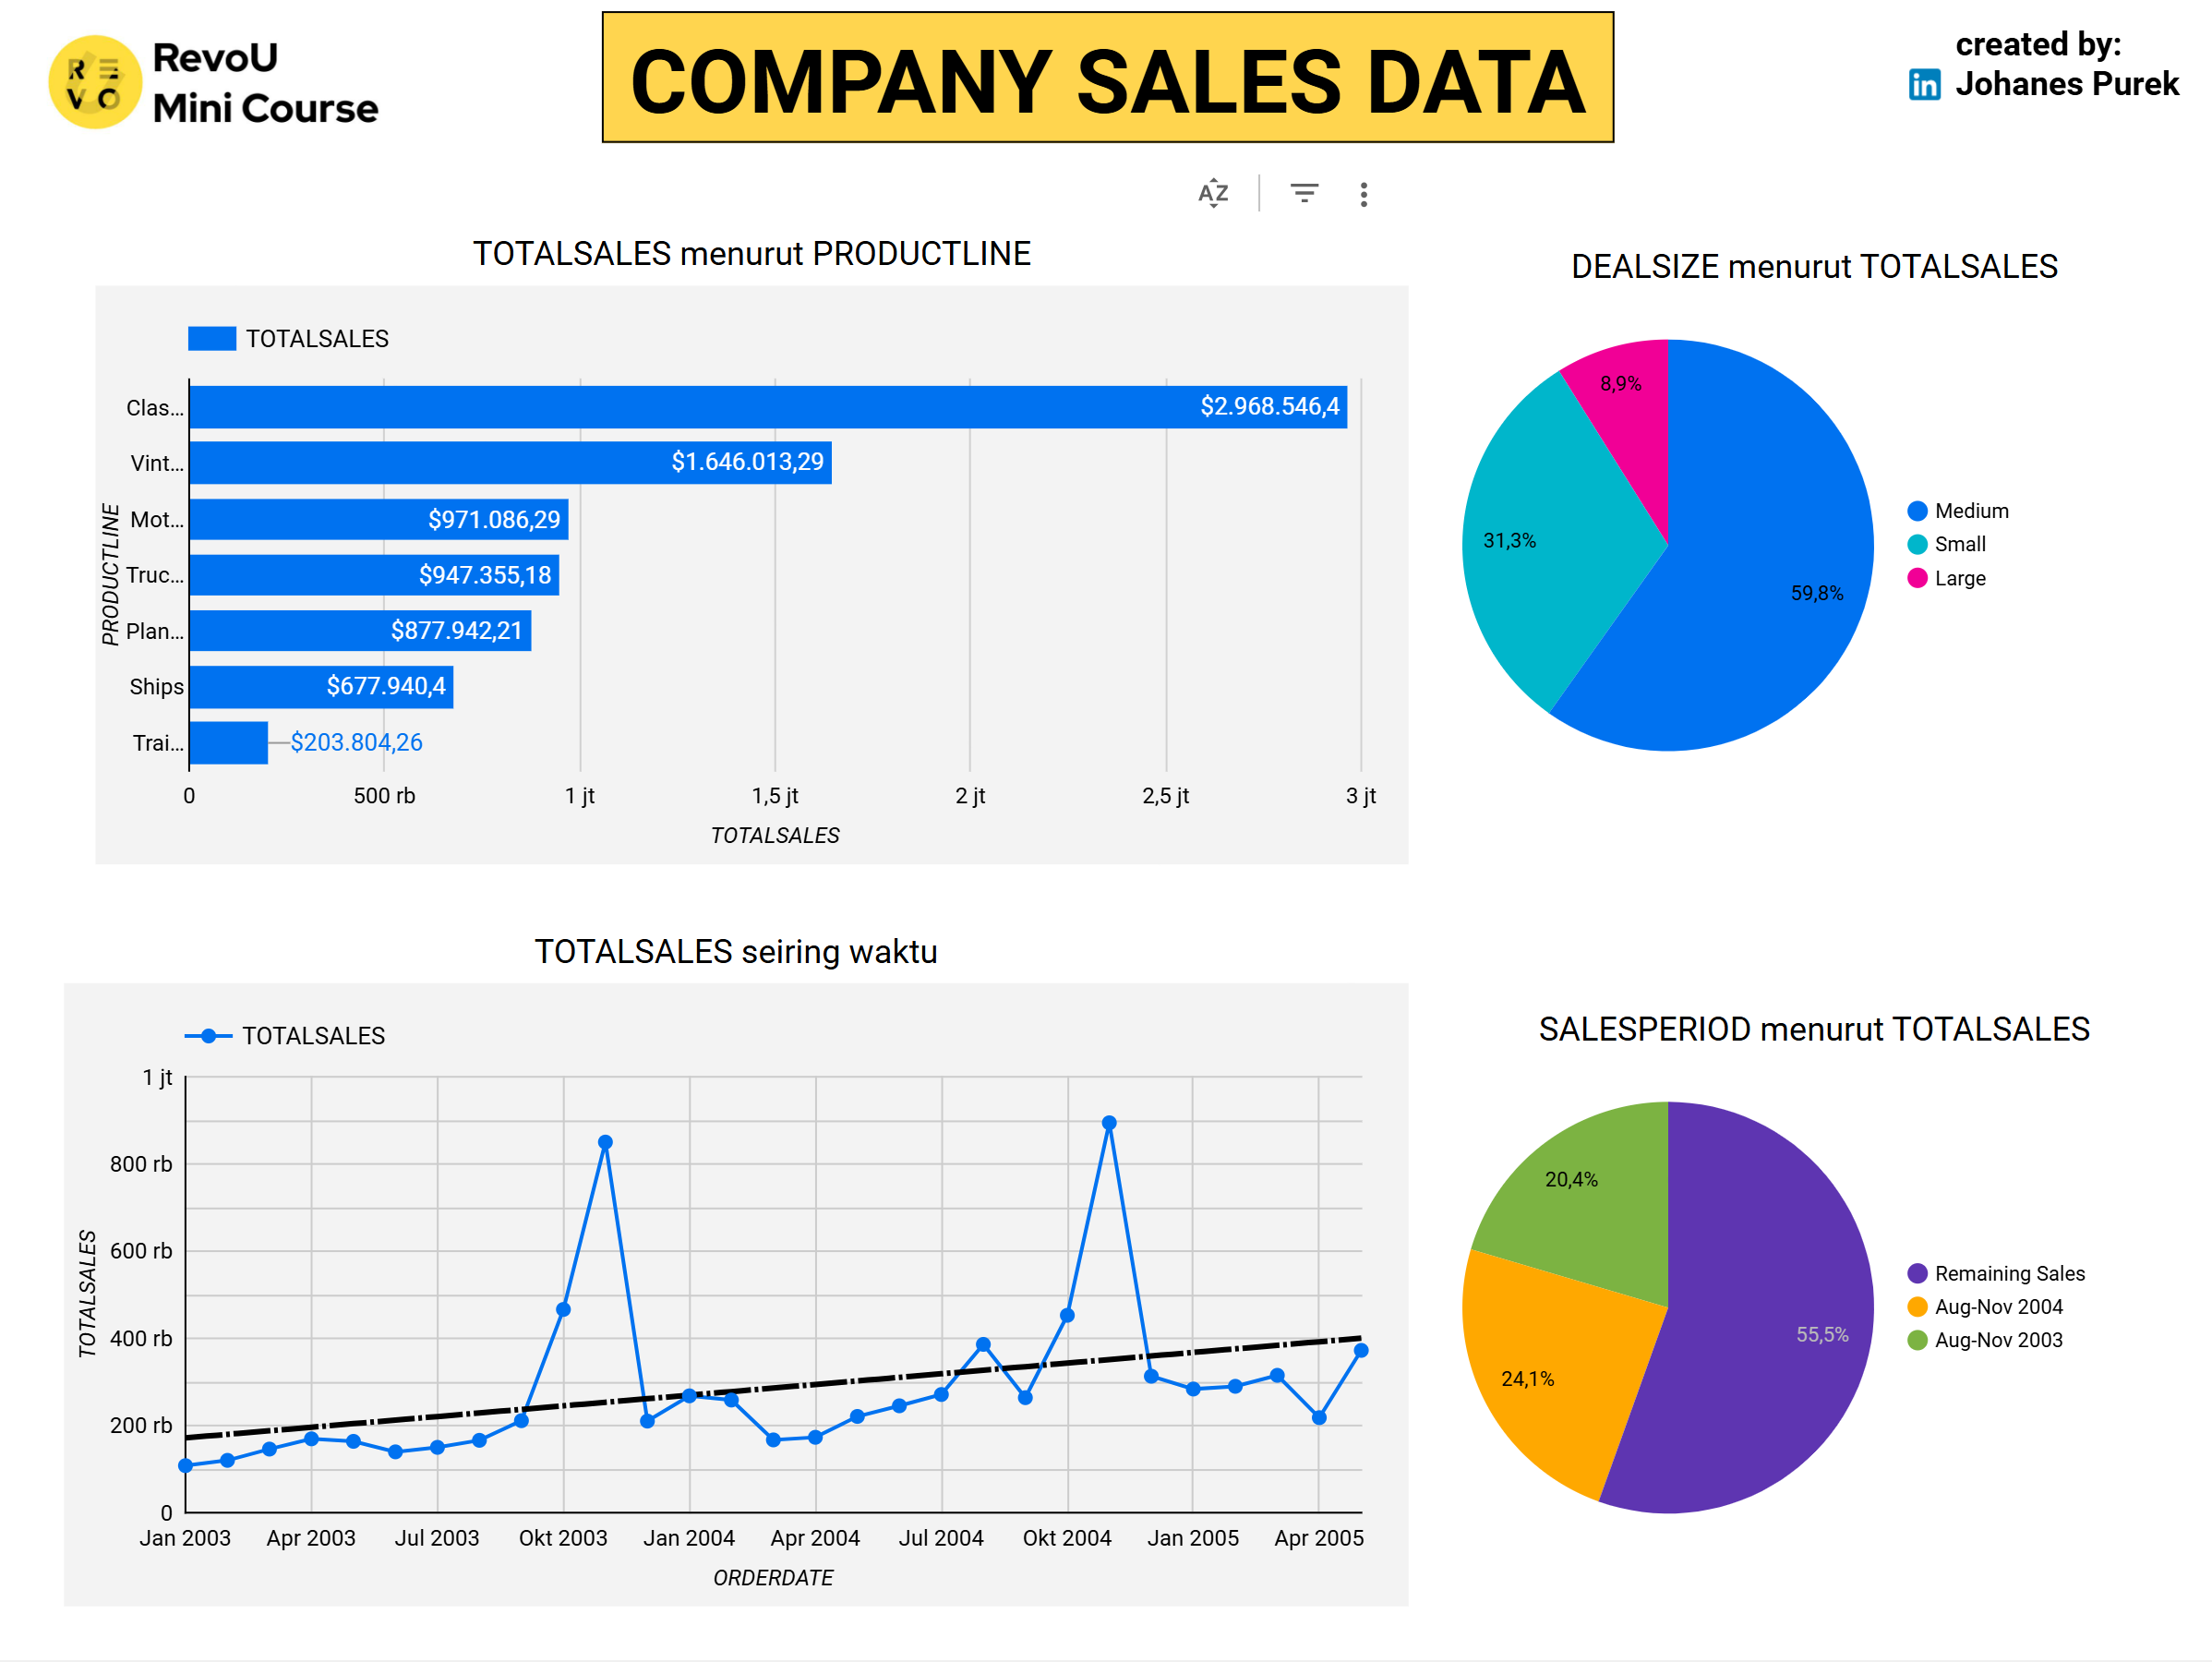 RevoU
Mini Course
COMPANY SALES DATA
created by:
in Johanes Purek
AZ
TOTALSALES menurut PRODUCTLINE
TOTALSALES
PRODUCTLINE
Clas... $2.968.546,4
Vint... $1.646.013,29
Mot... $971.086,29
Truc... $947.355,18
Plan... $877.942,21
Ships $677.940,4
Trai... $203.804,26
0 500 rb 1 jt 1,5 jt 2 jt 2,5 jt 3 jt
TOTALSALES
DEALSIZE menurut TOTALSALES
8,9%
31,3%
59,8%
Medium
Small
Large
TOTALSALES seiring waktu
TOTALSALES
TOTALSALES
1 jt
800 rb
600 rb
400 rb
200 rb
0
Jan 2003 Apr 2003 Jul 2003 Okt 2003 Jan 2004 Apr 2004 Jul 2004 Okt 2004 Jan 2005 Apr 2005
ORDERDATE
SALESPERIOD menurut TOTALSALES
20,4%
55,5%
24,1%
Remaining Sales
Aug-Nov 2004
Aug-Nov 2003